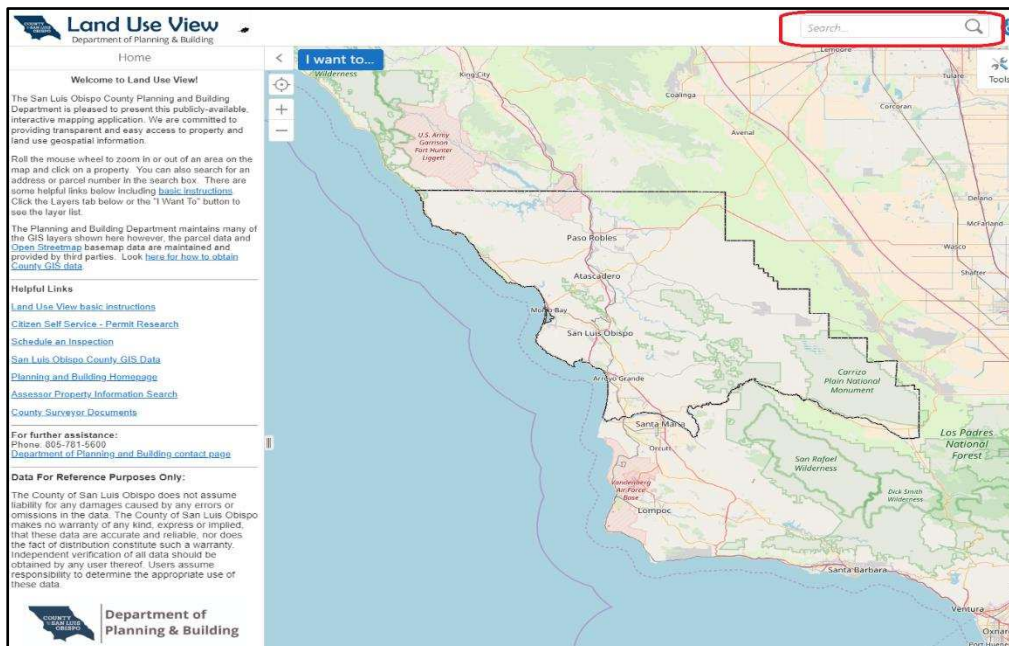 COUNTY
OF SAN LUIS
OBISPO
Land Use View
Department of Planning & Building
Search...
Home
Welcome to Land Use View!
The San Luis Obispo County Planning and Building
Department is pleased to present this publicly-available,
interactive mapping application. We are committed to
providing transparent and easy access to property and
land use geospatial information.
Roll the mouse wheel to zoom in or out of an area on the
map and click on a property. You can also search for an
address or parcel number in the search box. There are
some helpful links below including basic instructions.
Click the Layers tab below or the "I Want To" button to
see the layer list.
The Planning and Building Department maintains many of
the GIS layers shown here however, the parcel data and
Open Streetmap basemap data are maintained and
provided by third parties. Look here for how to obtain
County GIS data.
Helpful Links
Land Use View basic instructions
Citizen Self Service - Permit Research
Schedule an Inspection
San Luis Obispo County GIS Data
Planning and Building Homepage
Assessor Property Information Search
County Surveyor Documents
For further assistance:
Phone: 805-781-5600
Department of Planning and Building contact page
Data For Reference Purposes Only:
The County of San Luis Obispo does not assume
liability for any damages caused by any errors or
omissions in the data. The County of San Luis Obispo
makes no warranty of any kind, express or implied,
that these data are accurate and reliable, nor does
the fact of distribution constitute such a warranty.
Independent verification of all data should be
obtained by any user thereof. Users assume
responsibility to determine the appropriate use of
these data.
COUNTY
OF SAN LUIS
OBISPO
Department of
Planning & Building
I want to...
Tools
Wilderness
King City
Coalinga
Lemoore
Tulare
Corcoran
U.S. Army
Garrison
Fort Hunter
Liggett
Avenal
Delano
McFarland
Wasco
Shafter
Paso Robles
Atascadero
Morro Bay
San Luis Obispo
Arroyo Grande
Carrizo
Plain National
Monument
Santa Maria
Orcutt
Los Padres
National
Forest
San Rafael
Wilderness
Dick Smith
Wilderness
Vandenberg
Air Force
Base
Lompoc
Santa Barbara
Ventura
Oxnard
Port Hueneme